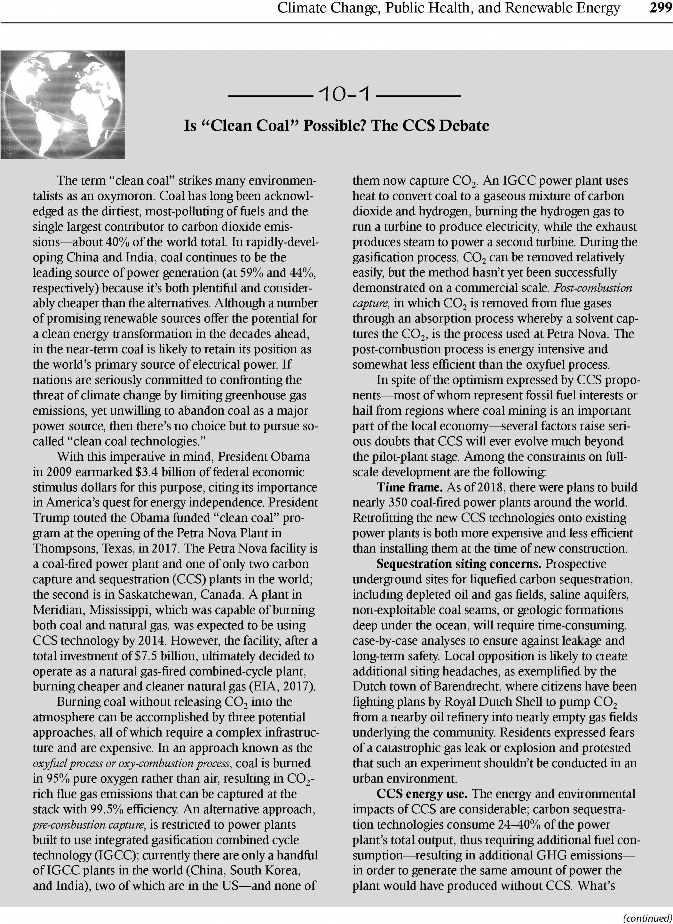 Climate Change, Public Health, and Renewable Energy 299
10-1
Is “Clean Coal” Possible? The CCS Debate
The term “clean coal” strikes many environmen-
talists as an oxymoron. Coal has long been acknowl-
edged as the dirtiest, most-polluting of fuels and the
single largest contributor to carbon dioxide emis-
sions—about 40% of the world total. In rapidly-devel-
oping China and India, coal continues to be the
leading source of power generation (at 59% and 44%,
respectively) because it’s both plentiful and consider-
ably cheaper than the alternatives. Although a number
of promising renewable sources offer the potential for
a clean energy transformation in the decades ahead,
in the near-term coal is likely to retain its position as
the world’s primary source of electrical power. If
nations are seriously committed to confronting the
threat of climate change by limiting greenhouse gas
emissions, yet unwilling to abandon coal as a major
power source, then there’s no choice but to pursue so-
called “clean coal technologies.”
With this imperative in mind, President Obama
in 2009 earmarked $3.4 billion of federal economic
stimulus dollars for this purpose, citing its importance
in America’s quest for energy independence. President
Trump touted the Obama funded “clean coal” pro-
gram at the opening of the Petra Nova Plant in
Thompsons, Texas, in 2017. The Petra Nova facility is
a coal-fired power plant and one of only two carbon
capture and sequestration (CCS) plants in the world;
the second is in Saskatchewan, Canada. A plant in
Meridian, Mississippi, which was capable of burning
both coal and natural gas, was expected to be using
CCS technology by 2014. However, the facility, after a
total investment of $7.5 billion, ultimately decided to
operate as a natural gas-fired combined-cycle plant,
burning cheaper and cleaner natural gas (EIA, 2017).
Burning coal without releasing CO₂ into the
atmosphere can be accomplished by three potential
approaches, all of which require a complex infrastruc-
ture and are expensive. In an approach known as the
oxyfuel process or oxy-combustion process, coal is burned
in 95% pure oxygen rather than air, resulting in CO₂-
rich flue gas emissions that can be captured at the
stack with 99.5% efficiency. An alternative approach,
pre-combustion capture, is restricted to power plants
built to use integrated gasification combined cycle
technology (IGCC); currently there are only a handful
of IGCC plants in the world (China, South Korea,
and India), two of which are in the US—and none of
them now capture CO₂. An IGCC power plant uses
heat to convert coal to a gaseous mixture of carbon
dioxide and hydrogen, burning the hydrogen gas to
run a turbine to produce electricity, while the exhaust
produces steam to power a second turbine. During the
gasification process, CO₂ can be removed relatively
easily, but the method hasn’t yet been successfully
demonstrated on a commercial scale. Post-combustion
capture, in which CO₂ is removed from flue gases
through an absorption process whereby a solvent cap-
tures the CO₂, is the process used at Petra Nova. The
post-combustion process is energy intensive and
somewhat less efficient than the oxyfuel process.
In spite of the optimism expressed by CCS propo-
nents—most of whom represent fossil fuel interests or
hail from regions where coal mining is an important
part of the local economy—several factors raise seri-
ous doubts that CCS will ever evolve much beyond
the pilot-plant stage. Among the constraints on full-
scale development are the following:
Time frame. As of 2018, there were plans to build
nearly 350 coal-fired power plants around the world.
Retrofitting the new CCS technologies onto existing
power plants is both more expensive and less efficient
than installing them at the time of new construction.
Sequestration siting concerns. Prospective
underground sites for liquefied carbon sequestration,
including depleted oil and gas fields, saline aquifers,
non-exploitable coal seams, or geologic formations
deep under the ocean, will require time-consuming,
case-by-case analyses to ensure against leakage and
long-term safety. Local opposition is likely to create
additional siting headaches, as exemplified by the
Dutch town of Barendrecht, where citizens have been
fighting plans by Royal Dutch Shell to pump CO₂
from a nearby oil refinery into nearly empty gas fields
underlying the community. Residents expressed fears
of a catastrophic gas leak or explosion and protested
that such an experiment shouldn’t be conducted in an
urban environment.
CCS energy use. The energy and environmental
impacts of CCS are considerable; carbon sequestra-
tion technologies consume 24–40% of the power
plant’s total output, thus requiring additional fuel con-
sumption—resulting in additional GHG emissions—
in order to generate the same amount of power the
plant would have produced without CCS. What’s
(continued)